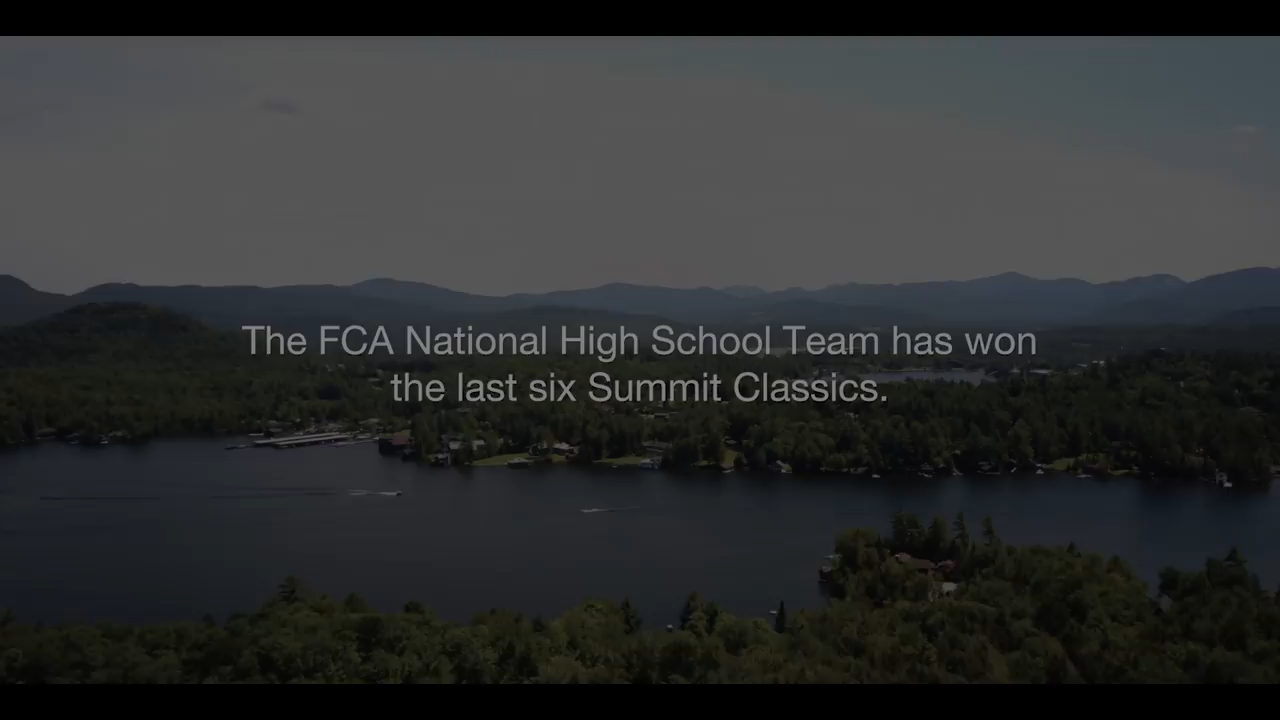 The FCA National High School Team has won
the last six Summit Classics.